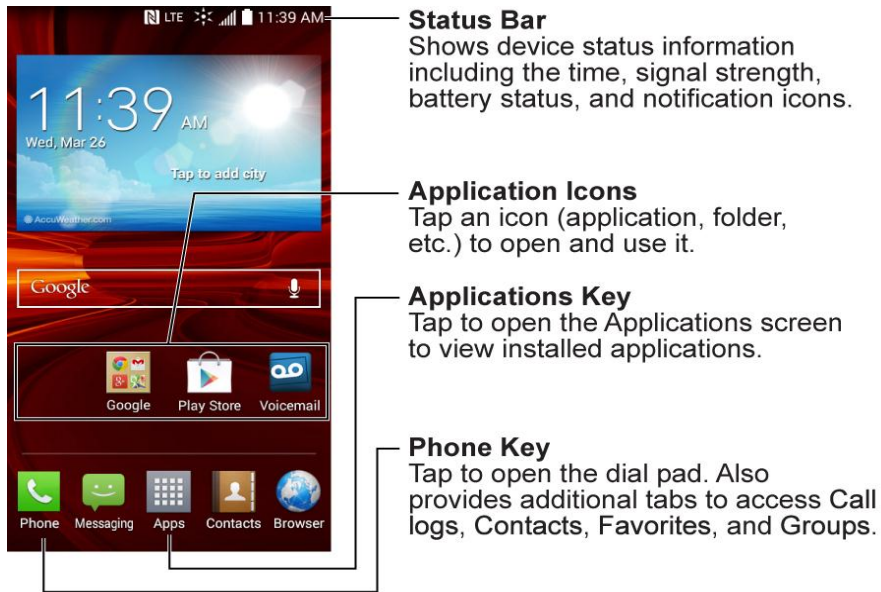 LTE 11:39 AM
11:39 AM
Wed, Mar 26
Tap to add city
AccuWeather.com
Google
Google Play Store Voicemail
Phone Messaging Apps Contacts Browser
Status Bar
Shows device status information
including the time, signal strength,
battery status, and notification icons.
Application Icons
Tap an icon (application, folder,
etc.) to open and use it.
Applications Key
Tap to open the Applications screen
to view installed applications.
Phone Key
Tap to open the dial pad. Also
provides additional tabs to access Call
logs, Contacts, Favorites, and Groups.